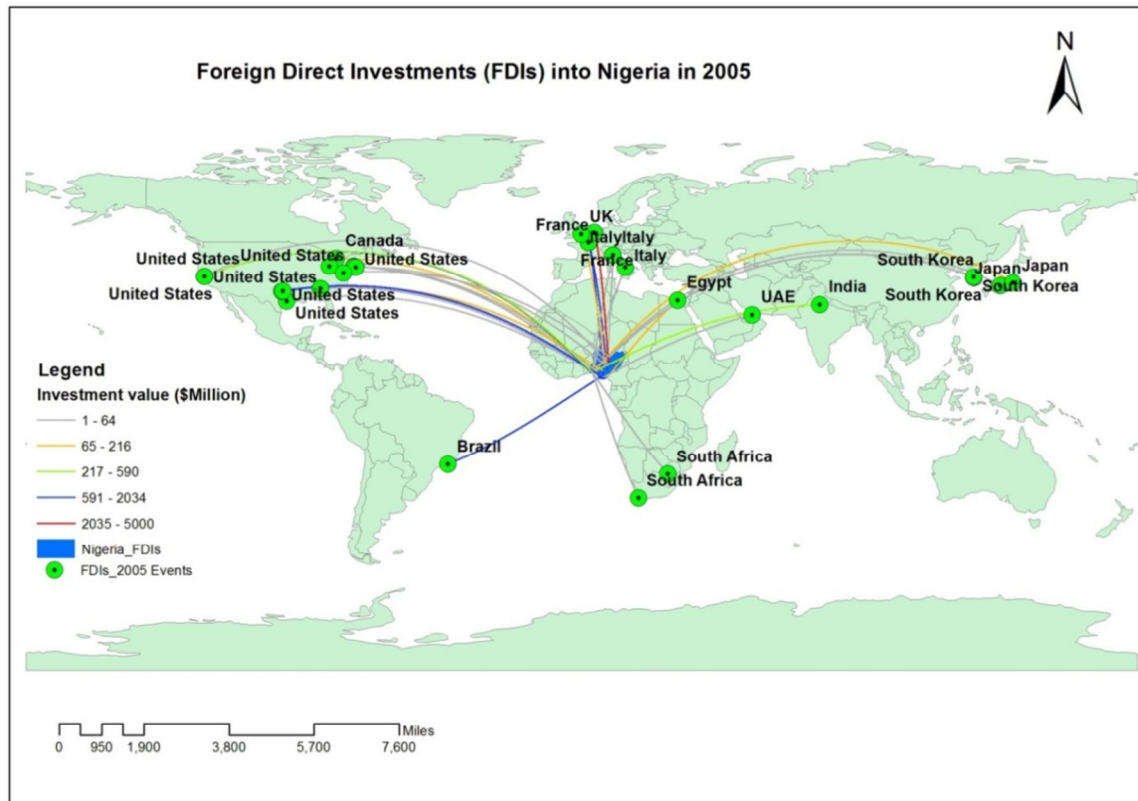 Foreign Direct Investments (FDIs) into Nigeria in 2005
N
UK
France
ItalyItaly
France
Italy
Canada
United States
United States
United States
United States
United States
United States
United States
Egypt
UAE
India
South Korea
Japan
Japan
South Korea
South Korea
Brazil
South Africa
South Africa
Legend
Investment value ($Million)
1 - 64
65 - 216
217 - 590
591 - 2034
2035 - 5000
Nigeria_FDIs
FDIs_2005 Events
Miles
0 950 1,900 3,800 5,700 7,600